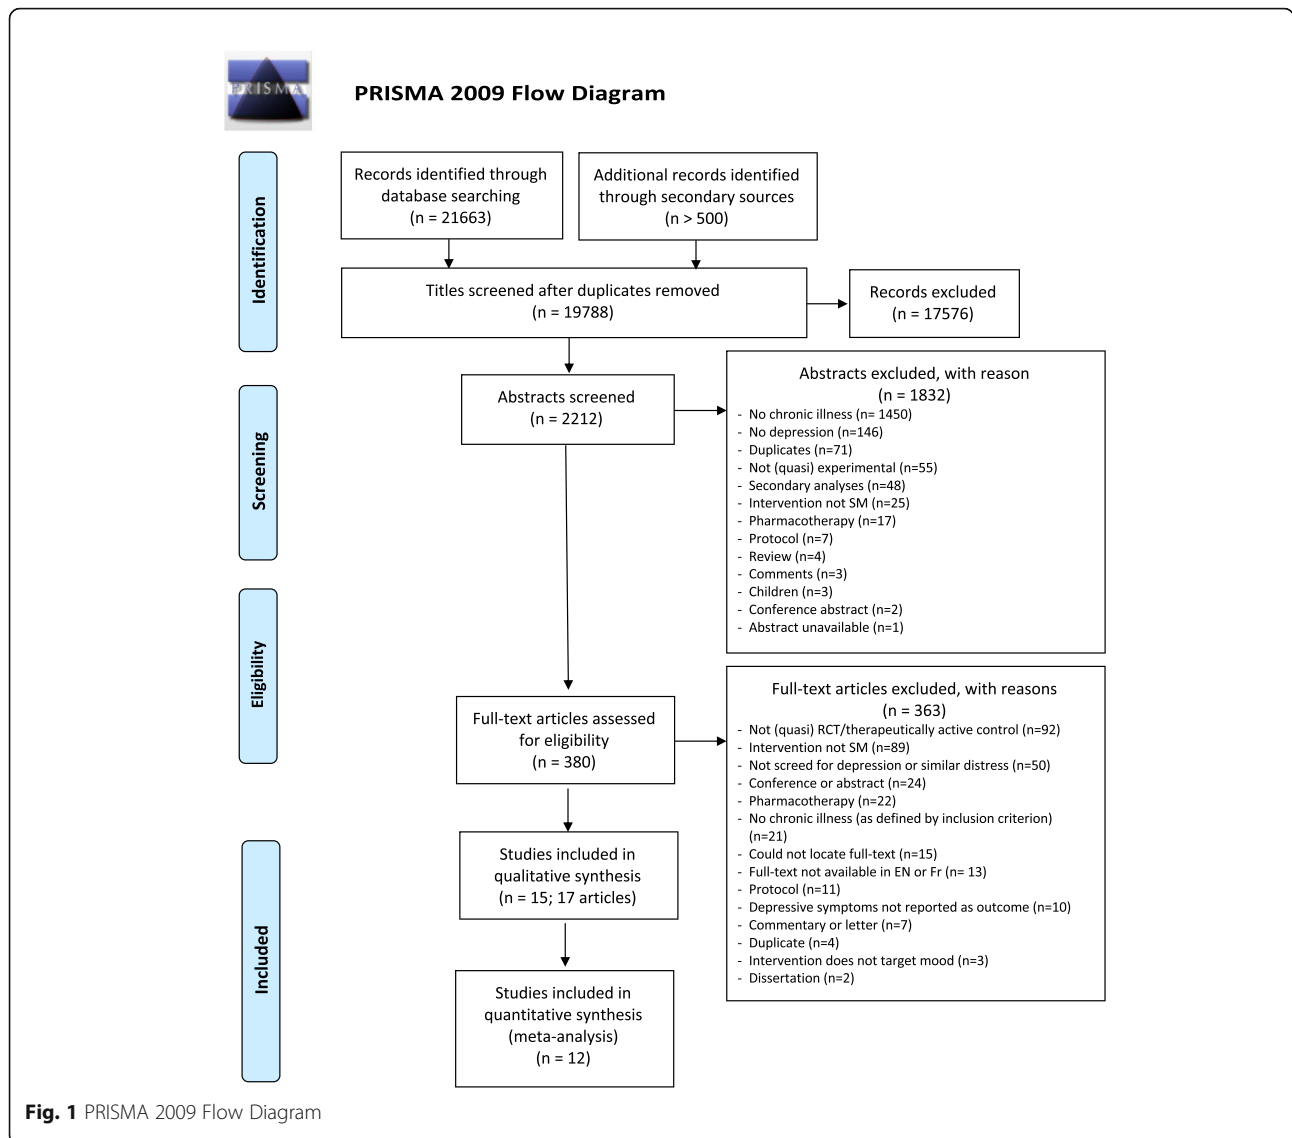 PRISMA
PRISMA 2009 Flow Diagram
Identification
Records identified through
database searching
(n = 21663)
Additional records identified
through secondary sources
(n > 500)
Titles screened after duplicates removed
(n = 19788)
Records excluded
(n = 17576)
Screening
Abstracts screened
(n = 2212)
Abstracts excluded, with reason
(n = 1832)
- No chronic illness (n= 1450)
- No depression (n=146)
- Duplicates (n=71)
- Not (quasi) experimental (n=55)
- Secondary analyses (n=48)
- Intervention not SM (n=25)
- Pharmacotherapy (n=17)
- Protocol (n=7)
- Review (n=4)
- Comments (n=3)
- Children (n=3)
- Conference abstract (n=2)
- Abstract unavailable (n=1)
Eligibility
Full-text articles assessed
for eligibility
(n = 380)
Full-text articles excluded, with reasons
(n = 363)
- Not (quasi) RCT/therapeutically active control (n=92)
- Intervention not SM (n=89)
- Not screed for depression or similar distress (n=50)
- Conference or abstract (n=24)
- Pharmacotherapy (n=22)
- No chronic illness (as defined by inclusion criterion)
(n=21)
- Could not locate full-text (n=15)
- Full-text not available in EN or Fr (n= 13)
- Protocol (n=11)
- Depressive symptoms not reported as outcome (n=10)
- Commentary or letter (n=7)
- Duplicate (n=4)
- Intervention does not target mood (n=3)
- Dissertation (n=2)
Included
Studies included in
qualitative synthesis
(n = 15; 17 articles)
Studies included in
quantitative synthesis
(meta-analysis)
(n = 12)
Fig. 1 PRISMA 2009 Flow Diagram